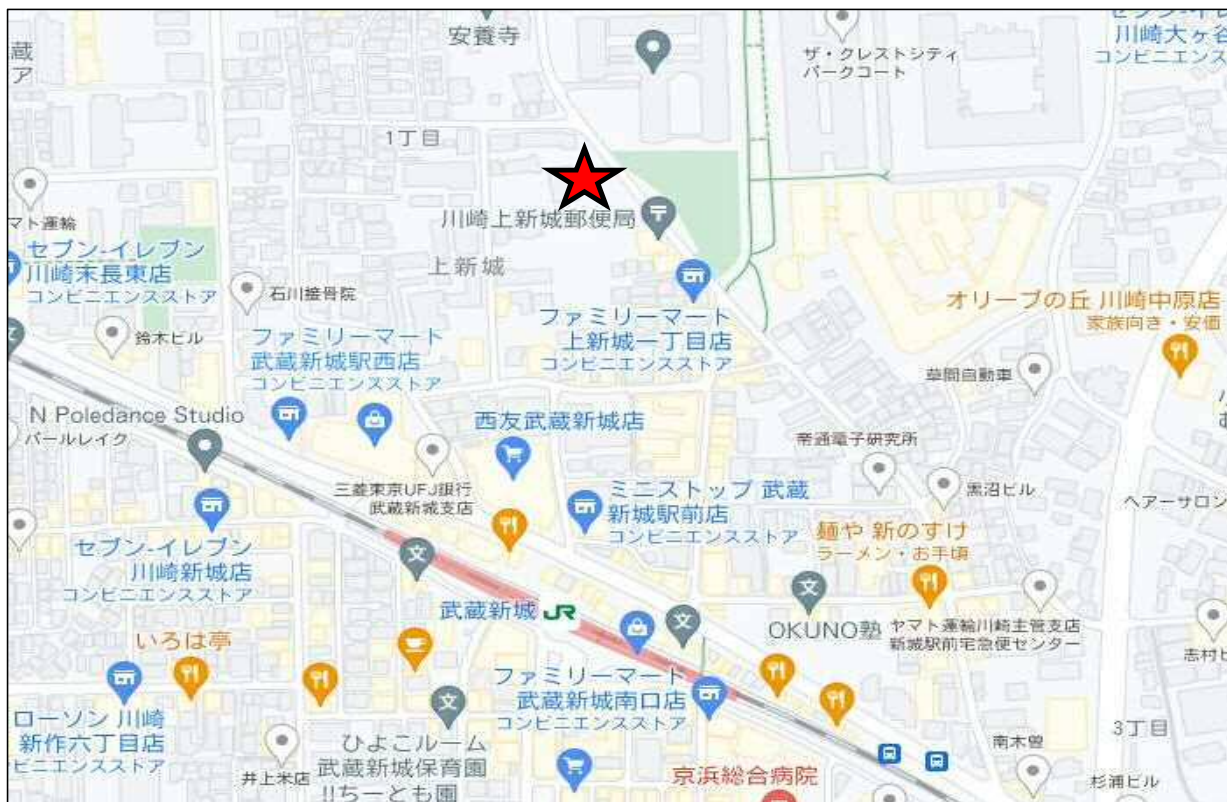 安養寺
ザ・クレストシティ
パークコート
川崎大ヶ谷
コンビニエンス
蔵
ア
1丁目
マト運輸
川崎上新城郵便局
上新城
セブン-イレブン
川崎末長東店
コンビニエンスストア
石川接骨院
鈴木ビル
ファミリーマート
武蔵新城駅西店
コンビニエンスストア
ファミリーマート
上新城一丁目店
コンビニエンスストア
オリーブの丘 川崎中原店
家族向き・安価
草間自動車
N Poledance Studio
パールレイク
西友武蔵新城店
帝通電子研究所
三菱東京UFJ銀行
武蔵新城支店
ミニストップ 武蔵
新城駅前店
コンビニエンスストア
黒沼ビル
ヘアーサロン
麺や 新のすけ
ラーメン・お手頃
セブン-イレブン
川崎新城店
コンビニエンスストア
武蔵新城 JR
OKUNO塾
ヤマト運輸川崎主管支店
新城駅前宅急便センター
志村ビ
いろは亭
ファミリーマート
武蔵新城南口店
コンビニエンスストア
ローソン 川崎
新作六丁目店
ビニエンスストア
井上米店
ひよこルーム
武蔵新城保育園
!!ちーとも園
京浜総合病院
南木曽
3丁目
杉浦ビル